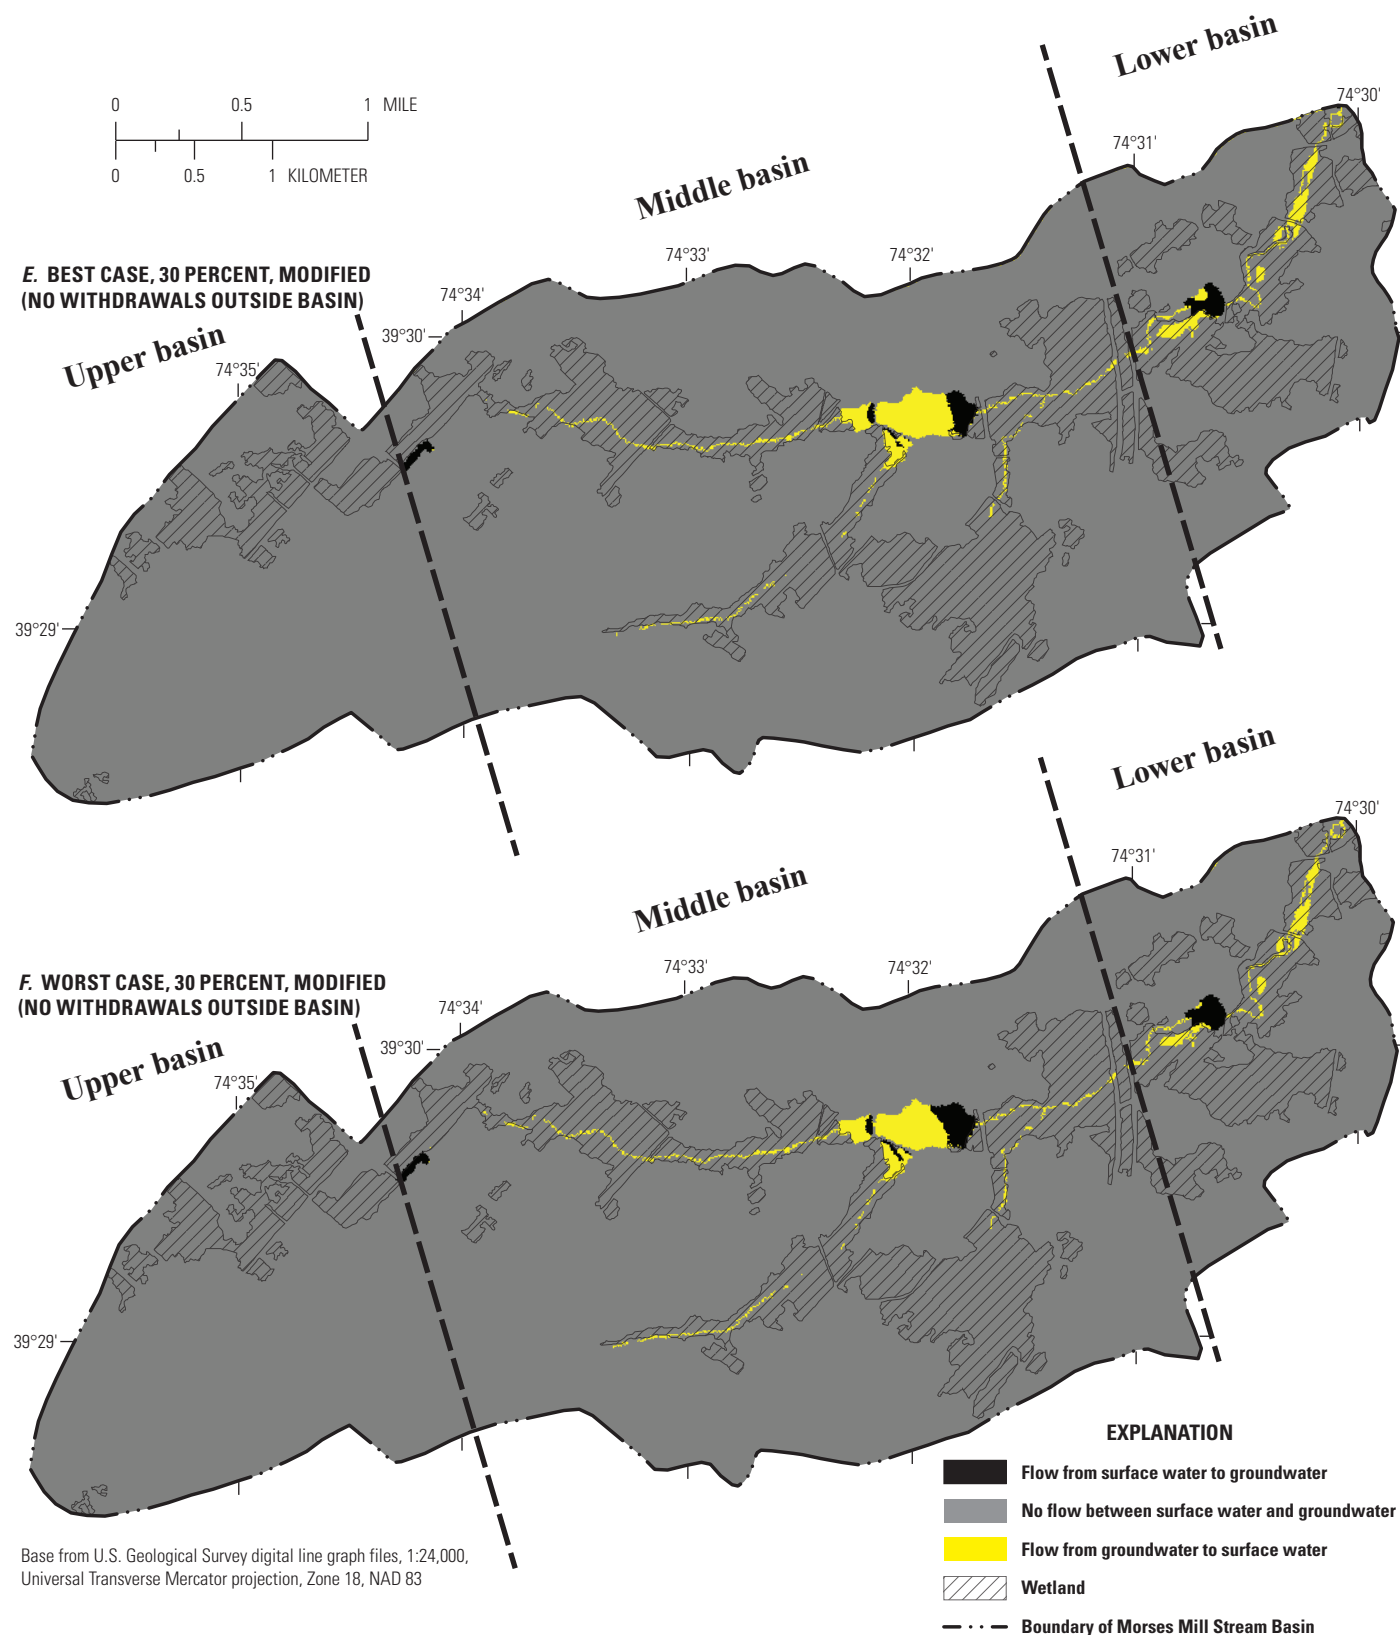 Lower basin
74°30'
0 0.5 1 MILE
74°31'
0 0.5 1 KILOMETER
Middle basin
74°33'
74°32'
E. BEST CASE, 30 PERCENT, MODIFIED
(NO WITHDRAWALS OUTSIDE BASIN)
74°34'
39°30'
Upper basin
74°35'
39°29'
Lower basin
74°30'
74°31'
Middle basin
74°33'
74°32'
F. WORST CASE, 30 PERCENT, MODIFIED
(NO WITHDRAWALS OUTSIDE BASIN)
74°34'
39°30'
Upper basin
74°35'
39°29'
EXPLANATION
Flow from surface water to groundwater
No flow between surface water and groundwater
Flow from groundwater to surface water
Wetland
Boundary of Morses Mill Stream Basin
Base from U.S. Geological Survey digital line graph files, 1:24,000,
Universal Transverse Mercator projection, Zone 18, NAD 83